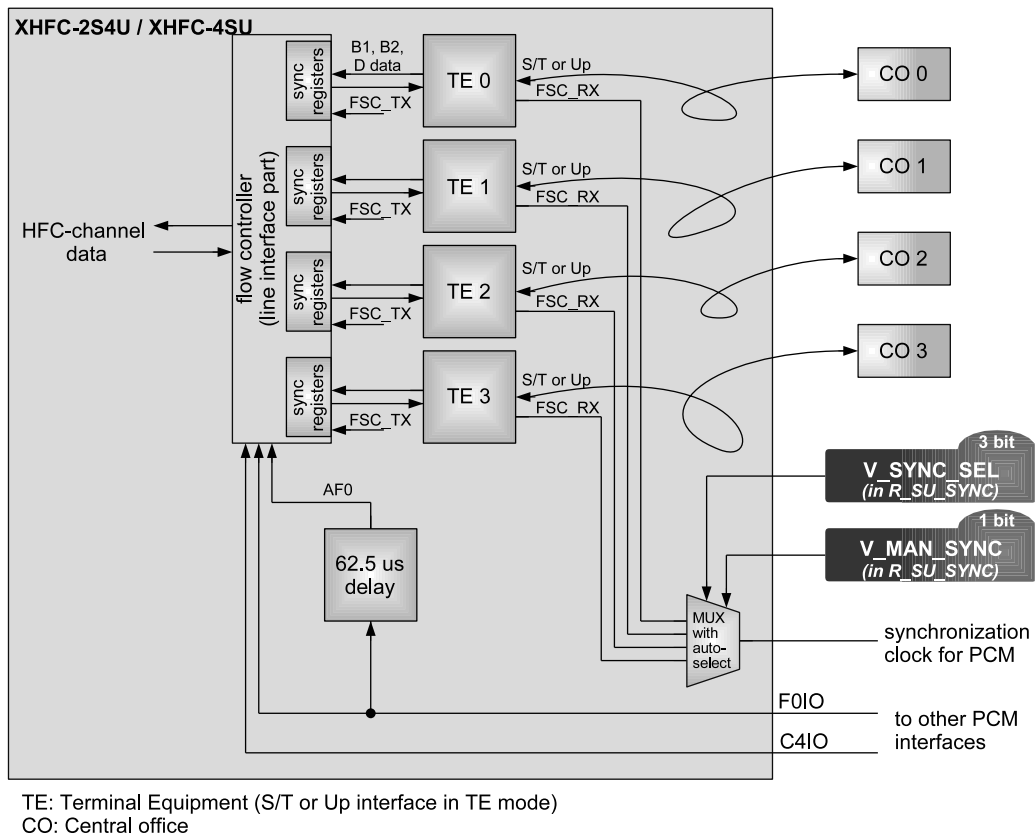 XHFC-2S4U / XHFC-4SU
sync
registers
B1, B2,
D data
FSC_TX
TE 0
S/T or Up
FSC_RX
CO 0
sync
registers
FSC_TX
TE 1
S/T or Up
FSC_RX
CO 1
HFC-channel
data
flow controller
(line interface part)
sync
registers
FSC_TX
TE 2
S/T or Up
FSC_RX
CO 2
sync
registers
FSC_TX
TE 3
S/T or Up
FSC_RX
CO 3
3 bit
V_SYNC_SEL
(in R_SU_SYNC)
1 bit
V_MAN_SYNC
(in R_SU_SYNC)
AF0
62.5 us
delay
MUX
with
auto-
select
synchronization
clock for PCM
F0IO
C4IO
to other PCM
interfaces
TE: Terminal Equipment (S/T or Up interface in TE mode)
CO: Central office